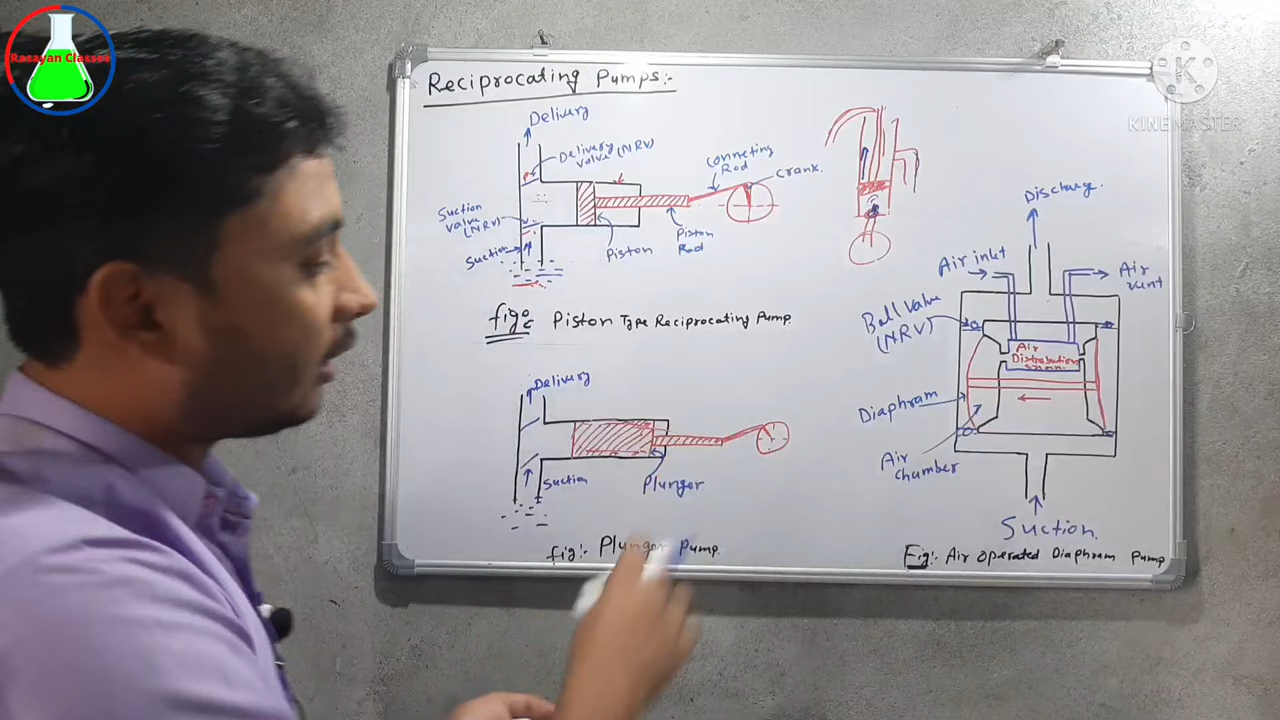 Rasayan Classes
KINEMASTER
Reciprocating Pumps:-
Delivery
Delivery
valve (NRV)
Conneting
Rod
crank.
Suction
valve
(NRV)
Suction
Piston
Piston
Rod
fig: Piston Type Reciprocating Pump.
Delivery
Suction
Plunger
fig:- Plunger Pump.
Discharge.
Air inlet
Air
vent
Ball valve
(NRV)
Air
Distribution
Diaphram
Air
chamber
Suction.
Fig:- Air operated Diaphram Pump